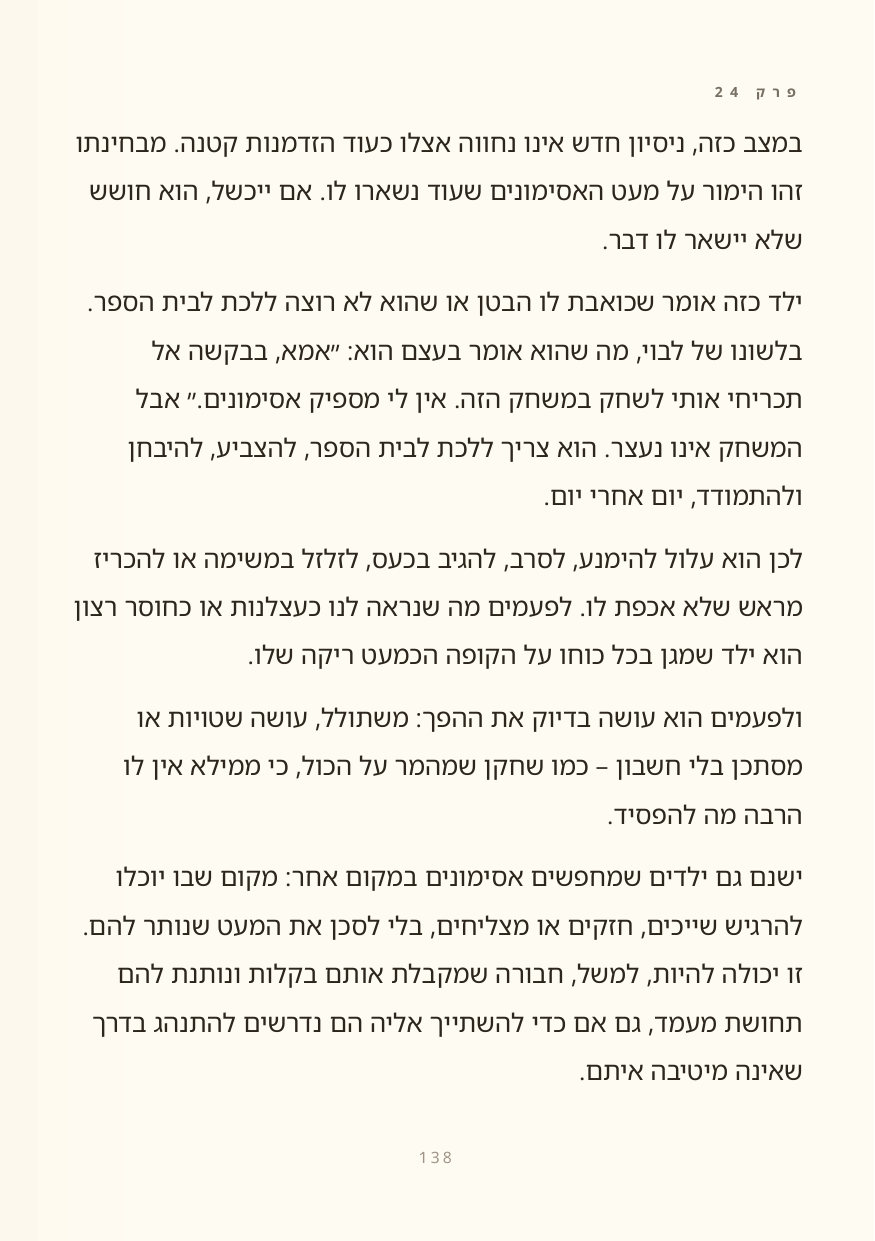 פרק 24
במצב כזה, ניסיון חדש אינו נחווה אצלו כעוד הזדמנות קטנה. מבחינתו
זהו הימור על מעט האסימונים שעוד נשארו לו. אם ייכשל, הוא חושש
שלא יישאר לו דבר.
ילד כזה אומר שכואבת לו הבטן או שהוא לא רוצה ללכת לבית הספר.
בלשונו של לבוי, מה שהוא אומר בעצם הוא: ״אמא, בבקשה אל
תכריחי אותי לשחק במשחק הזה. אין לי מספיק אסימונים.״ אבל
המשחק אינו נעצר. הוא צריך ללכת לבית הספר, להצביע, להיבחן
ולהתמודד, יום אחרי יום.
לכן הוא עלול להימנע, לסרב, להגיב בכעס, לזלזל במשימה או להכריז
מראש שלא אכפת לו. לפעמים מה שנראה לנו כעצלנות או כחוסר רצון
הוא ילד שמגן בכל כוחו על הקופה הכמעט ריקה שלו.
ולפעמים הוא עושה בדיוק את ההפך: משתולל, עושה שטויות או
מסתכן בלי חשבון – כמו שחקן שמהמר על הכול, כי ממילא אין לו
הרבה מה להפסיד.
ישנם גם ילדים שמחפשים אסימונים במקום אחר: מקום שבו יוכלו
להרגיש שייכים, חזקים או מצליחים, בלי לסכן את המעט שנותר להם.
זו יכולה להיות, למשל, חבורה שמקבלת אותם בקלות ונותנת להם
תחושת מעמד, גם אם כדי להשתייך אליה הם נדרשים להתנהג בדרך
שאינה מיטיבה איתם.
138